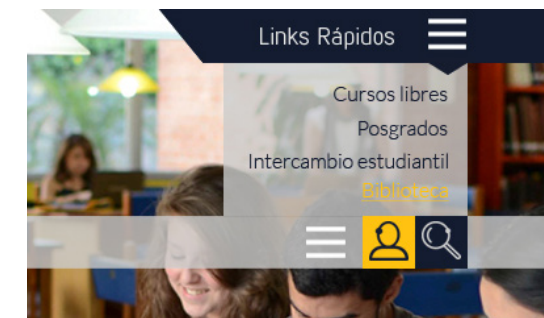 Links Rápidos
Cursos libres
Posgrados
Intercambio estudiantil
Biblioteca